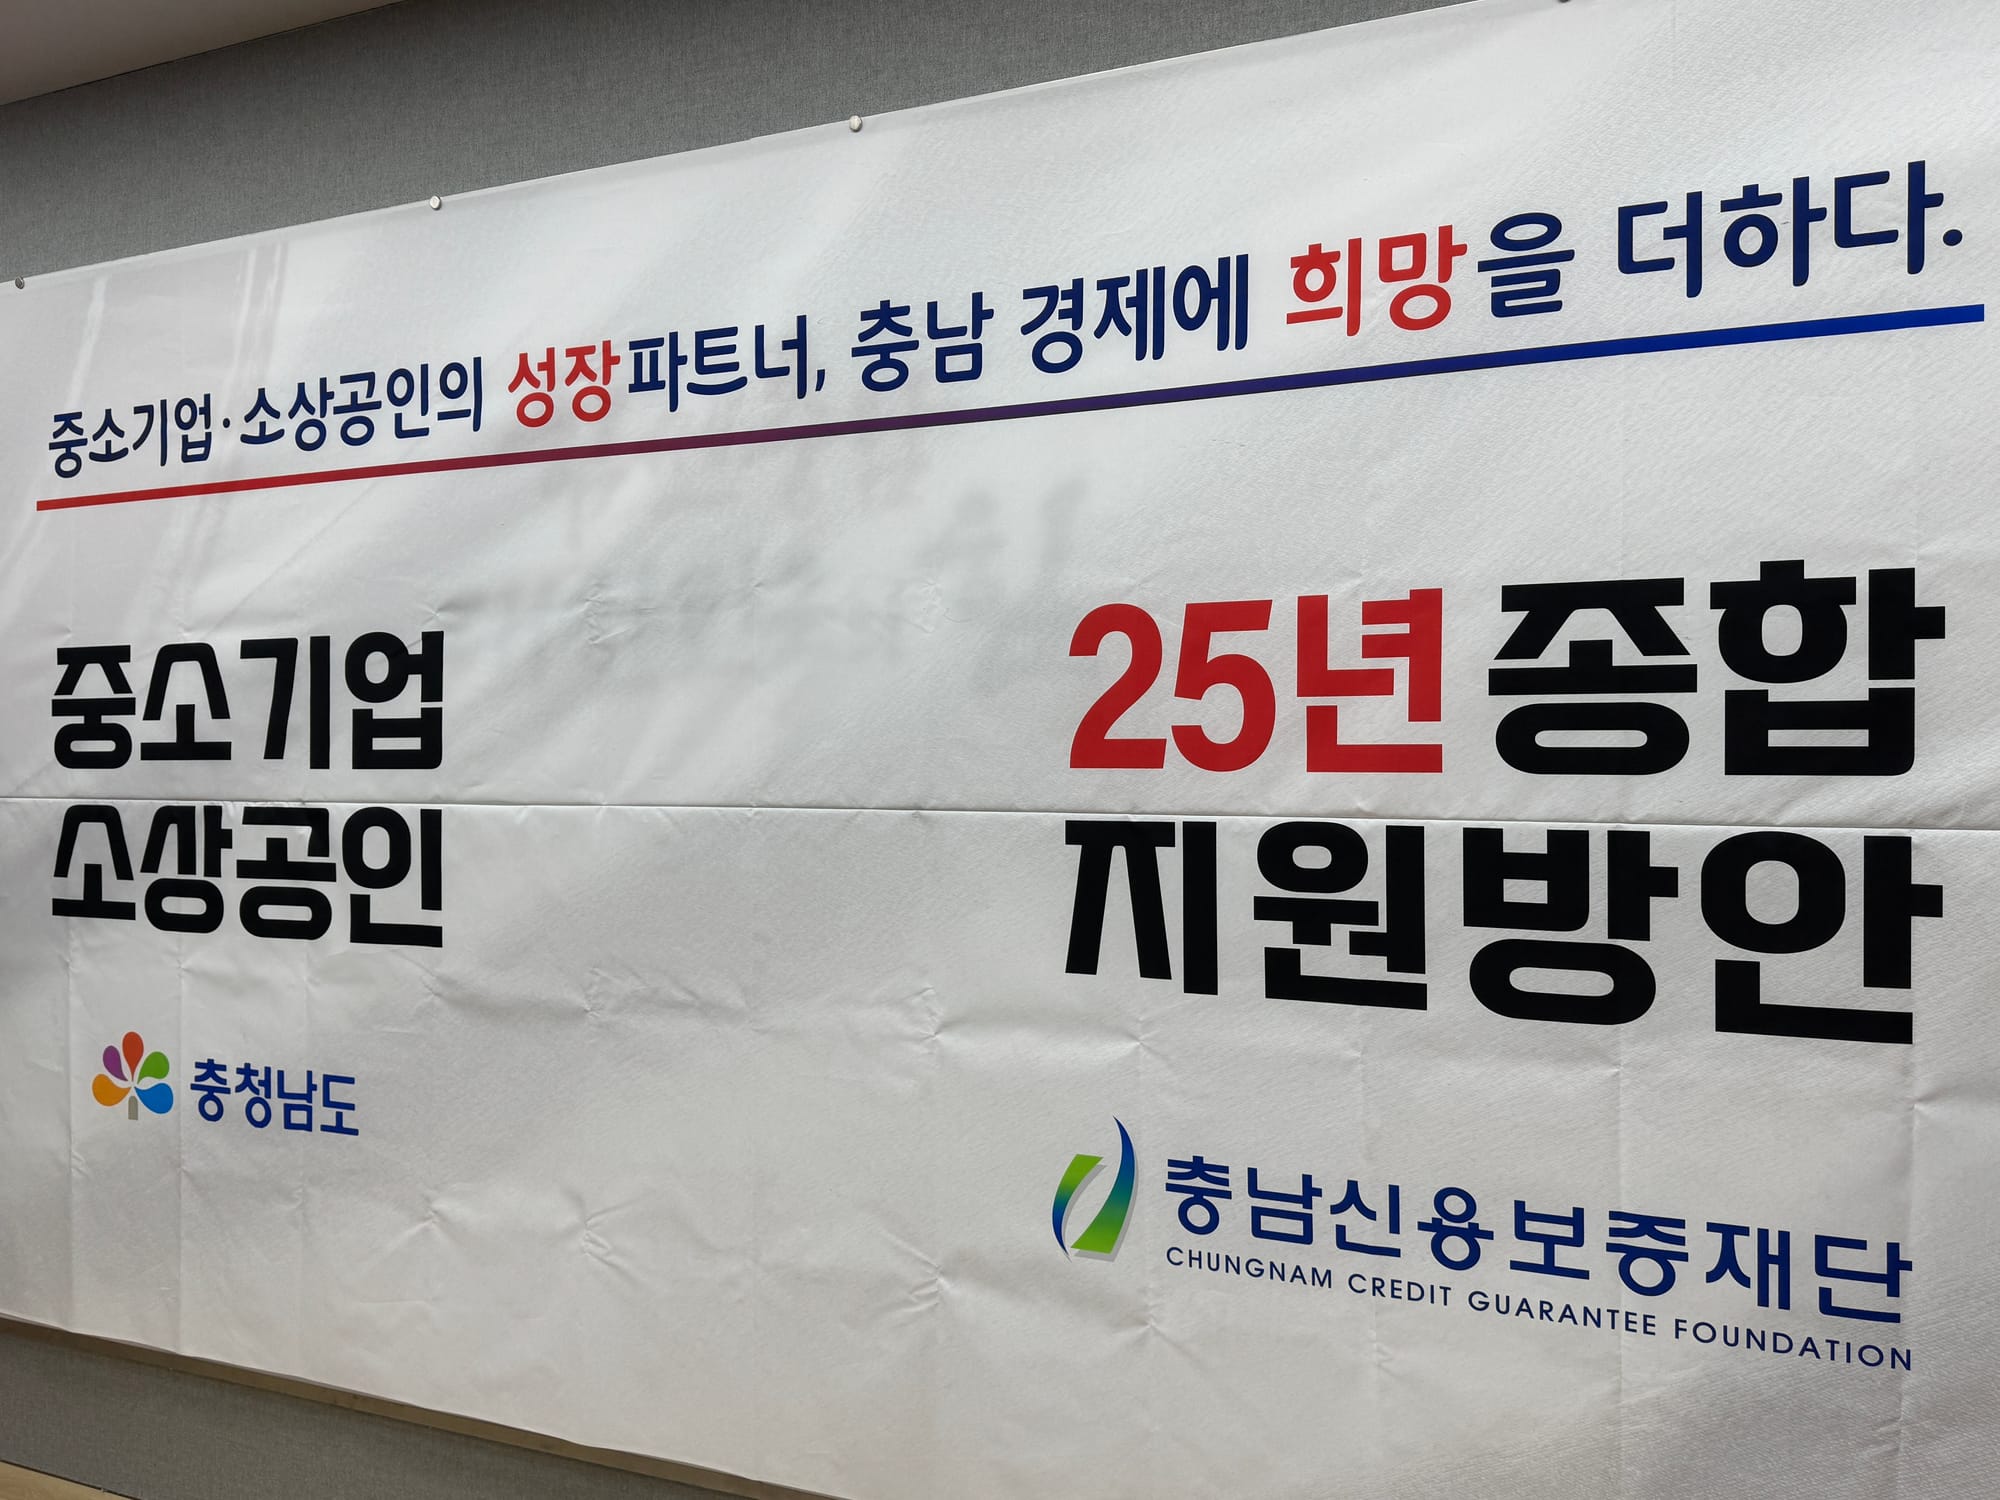 중소기업·소상공인의 성장파트너, 충남 경제에 희망을 더하다.
중소기업
소상공인
25년 종합
지원방안
충청남도
충남신용보증재단
CHUNGNAM CREDIT GUARANTEE FOUNDATION